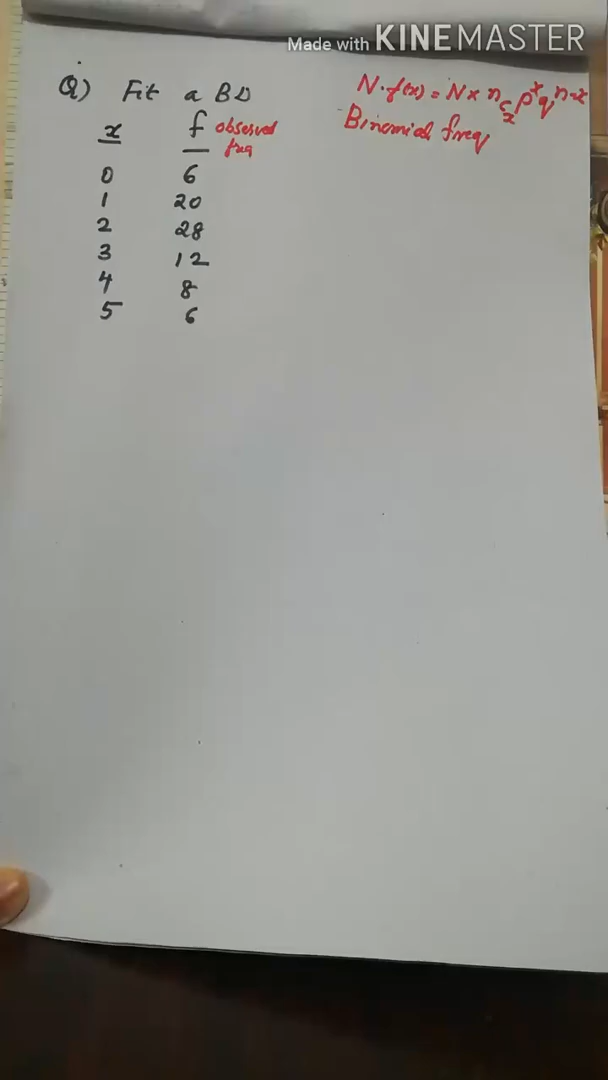 Made with KINEMASTER
Q) Fit a BD
N·f(x) = N × nCx p^x q^n-x
Binomial freq
x f observed freq
0 6
1 20
2 28
3 12
4 8
5 6